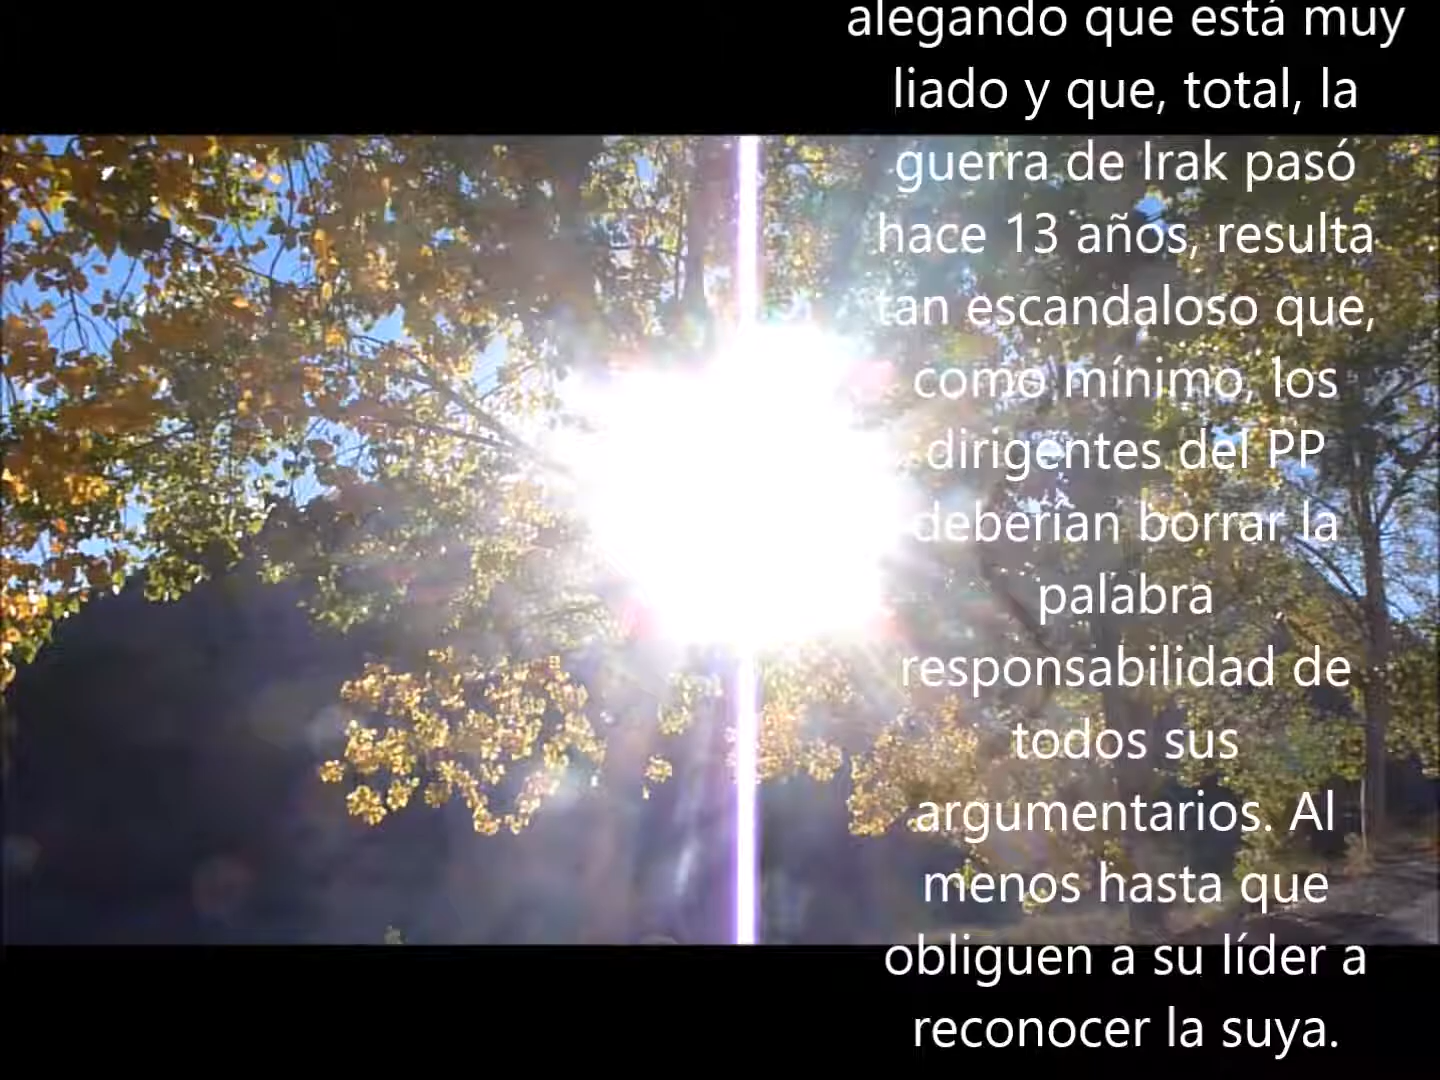 alegando que está muy
liado y que, total, la
guerra de Irak pasó
hace 13 años, resulta
tan escandaloso que,
como mínimo, los
dirigentes del PP
deberían borrar la
palabra
responsabilidad de
todos sus
argumentarios. Al
menos hasta que
obliguen a su líder a
reconocer la suya.